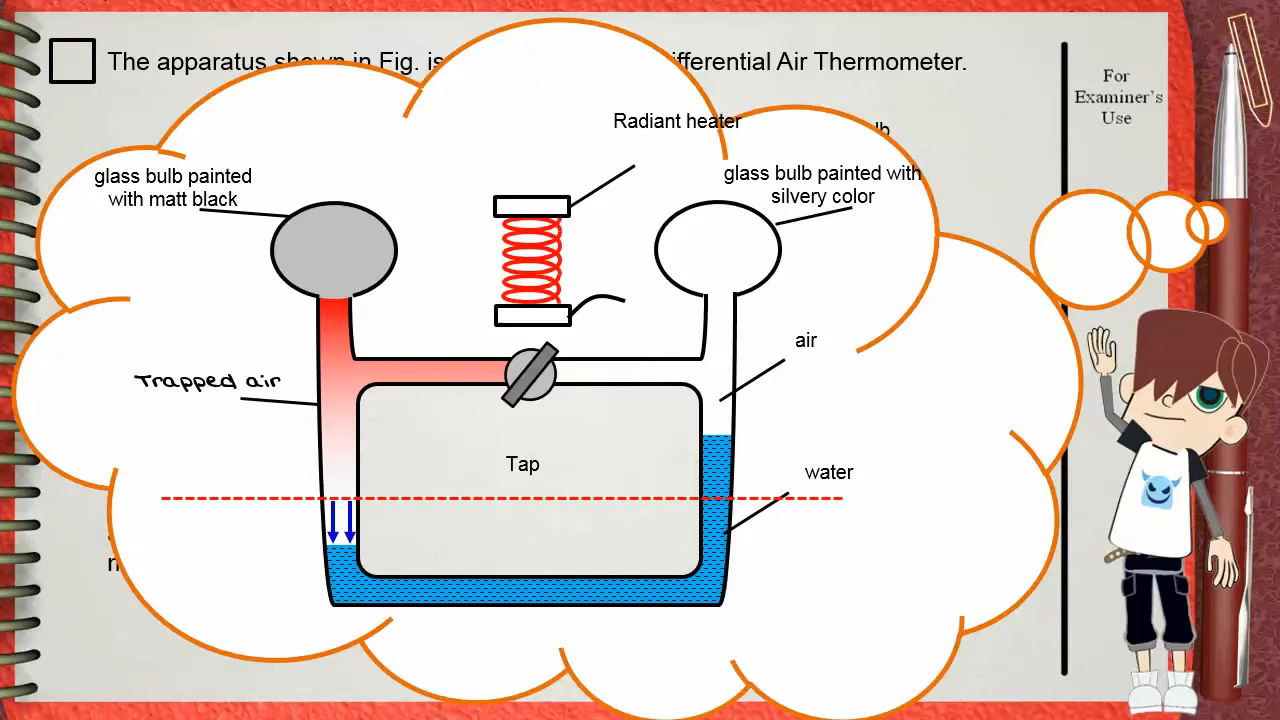 The apparatus shown in Fig. is
ifferential Air Thermometer.
For
Examiner's
Use
Radiant heater
lb
glass bulb painted
with matt black
glass bulb painted with
silvery color
air
Trapped air
Tap
water